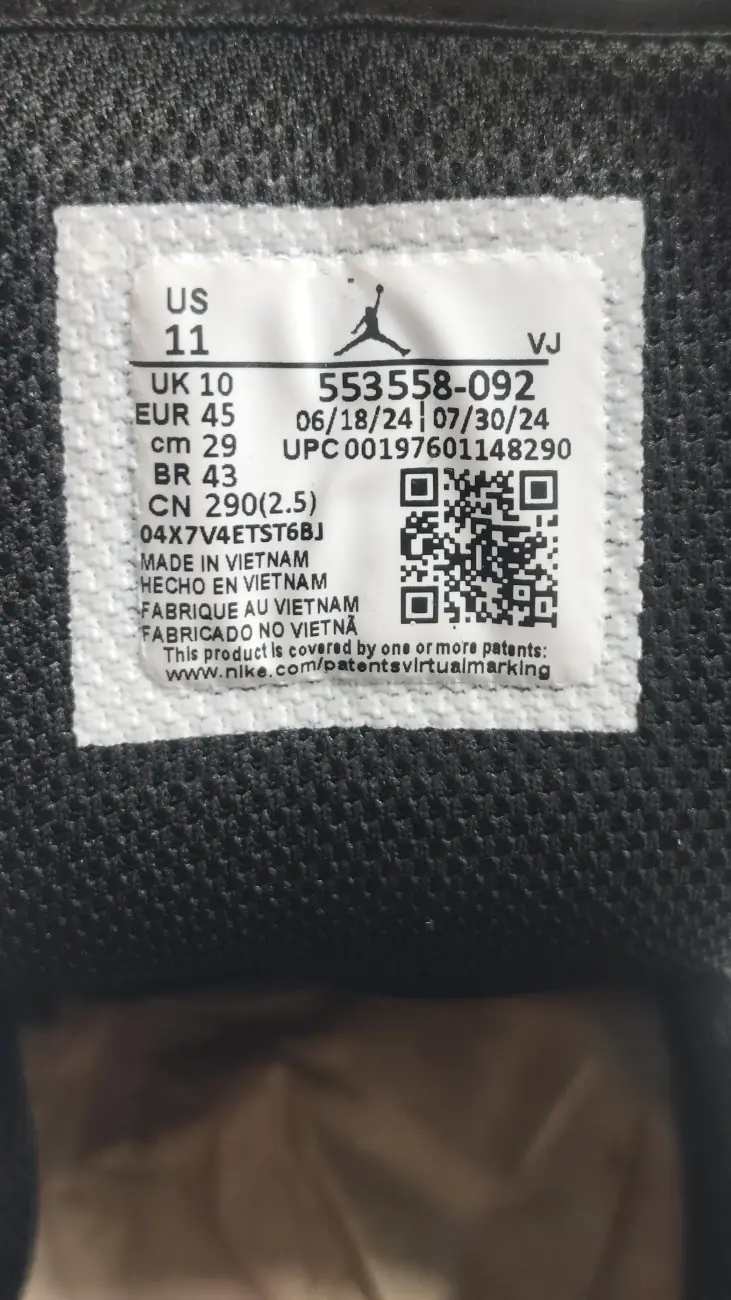 US
11
VJ
UK 10
553558-092
EUR 45
06/18/24 | 07/30/24
cm 29
UPC 00197601148290
BR 43
CN 290(2.5)
04X7V4ETST6BJ
MADE IN VIETNAM
HECHO EN VIETNAM
FABRIQUE AU VIETNAM
FABRICADO NO VIETNÃ
This product is covered by one or more patents:
www.nike.com/patentsvirtualmarking